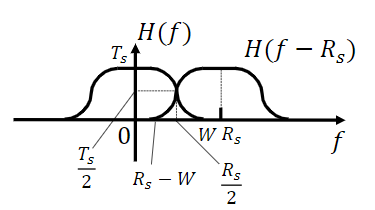 H(f)
T_s
H(f − R_s)
0
W R_s
f
T_s/2
R_s − W
R_s/2